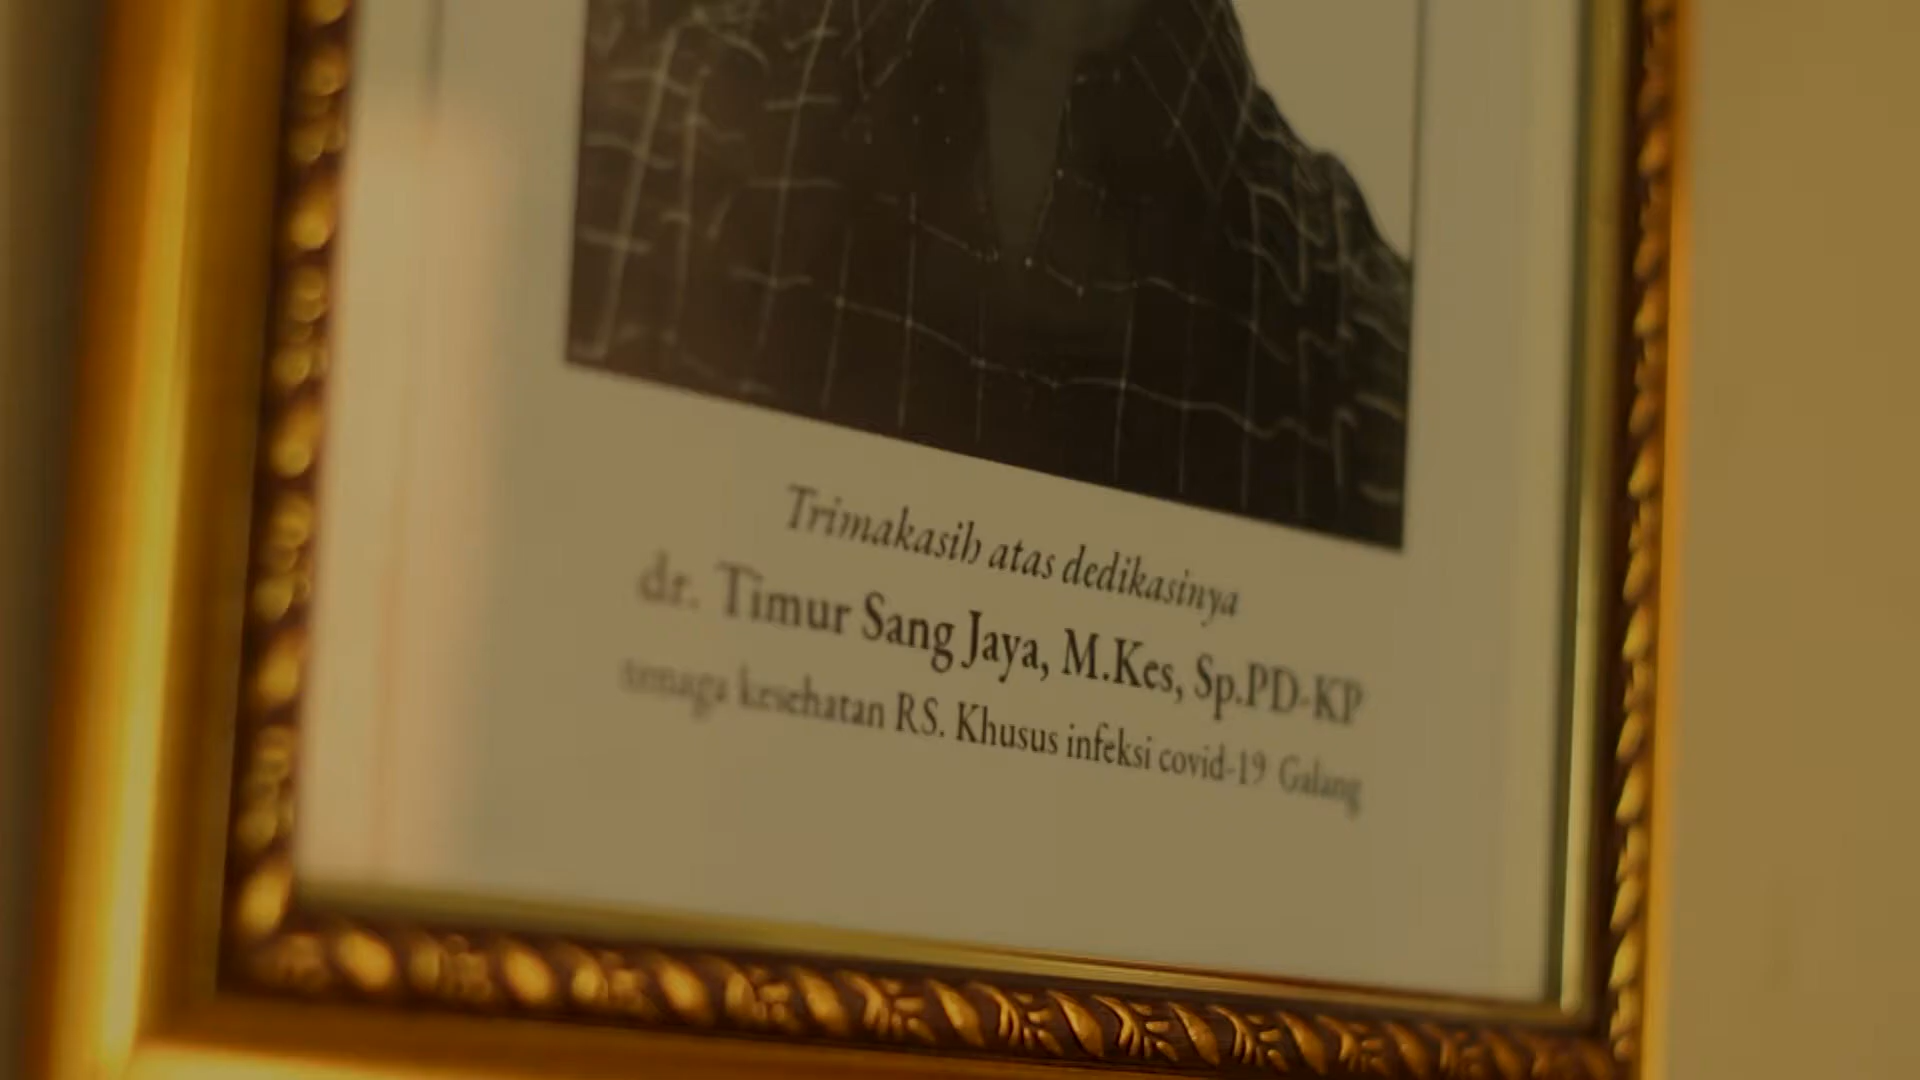 Trimakasih atas dedikasinya
dr. Timur Sang Jaya, M.Kes, Sp.PD-KP
tenaga kesehatan RS. Khusus infeksi covid-19 Galang